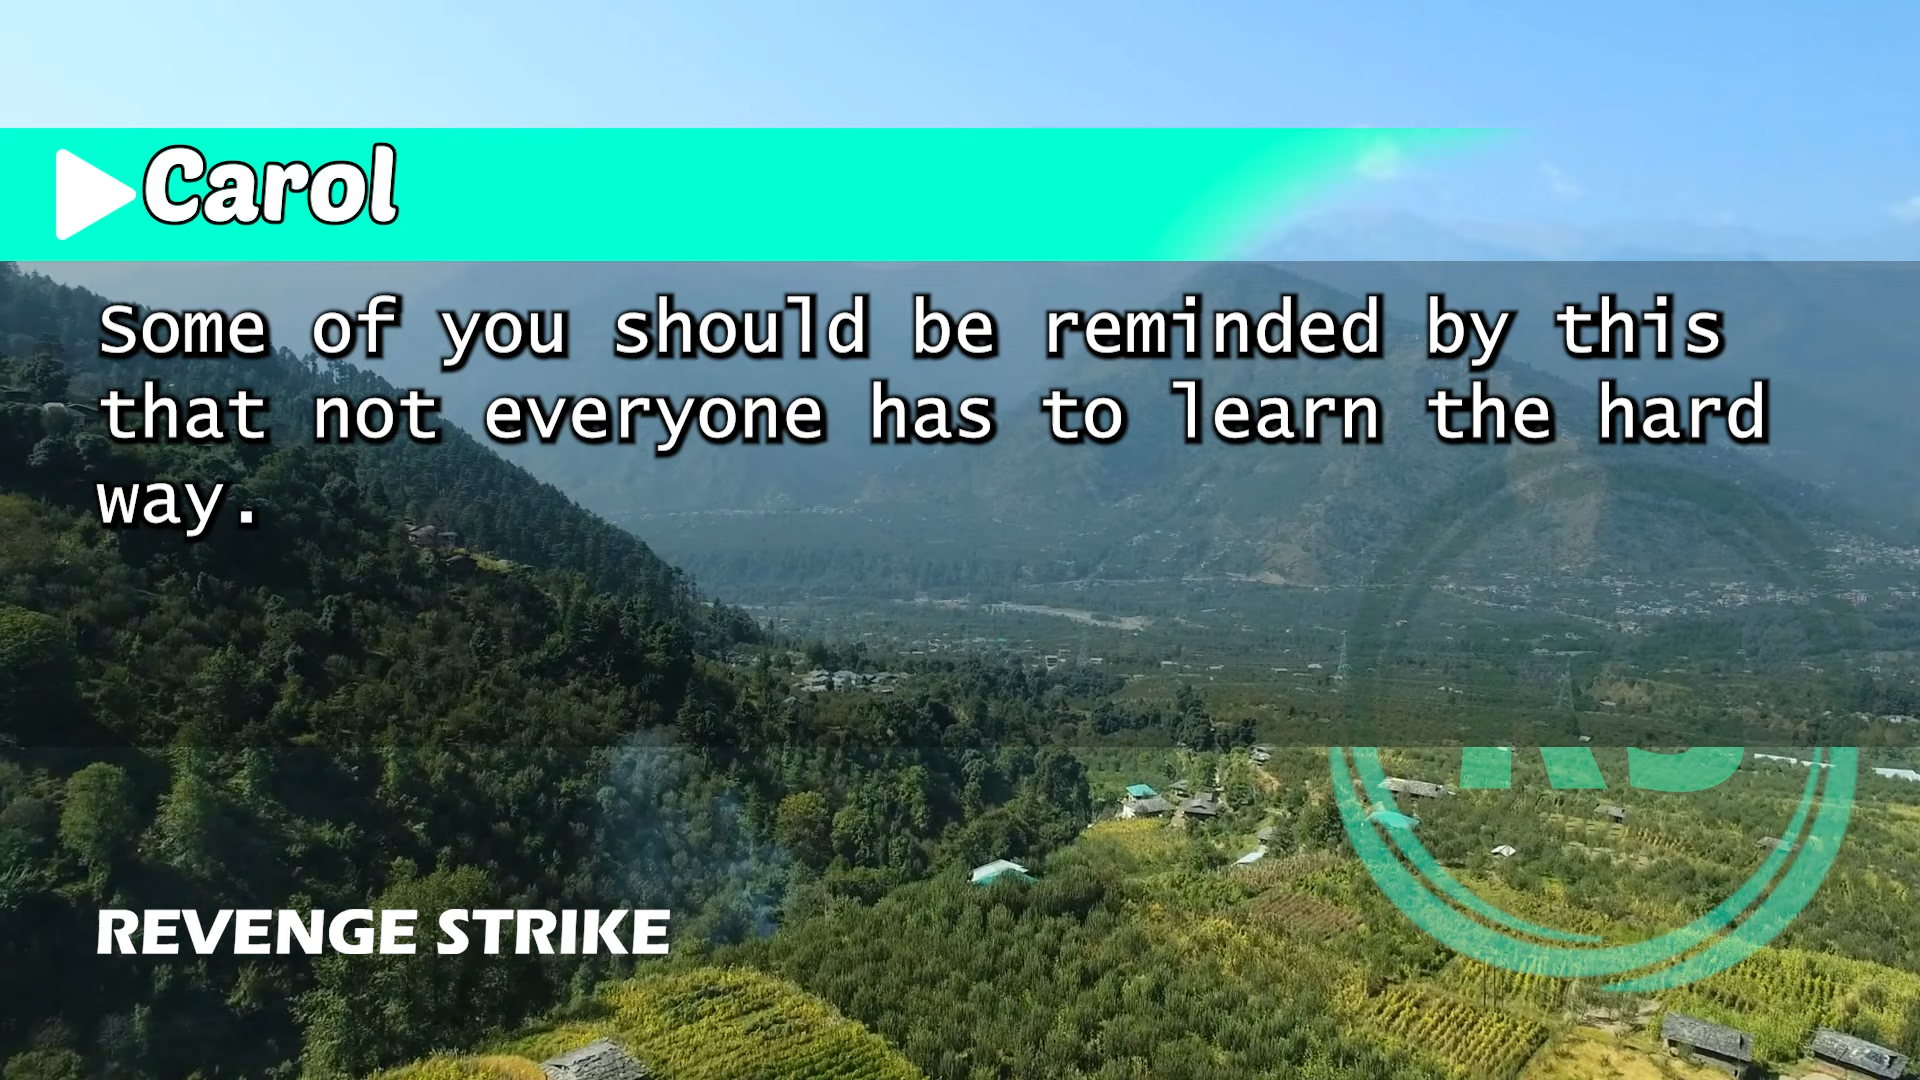 Carol
Some of you should be reminded by this
that not everyone has to learn the hard
way.
REVENGE STRIKE
RS